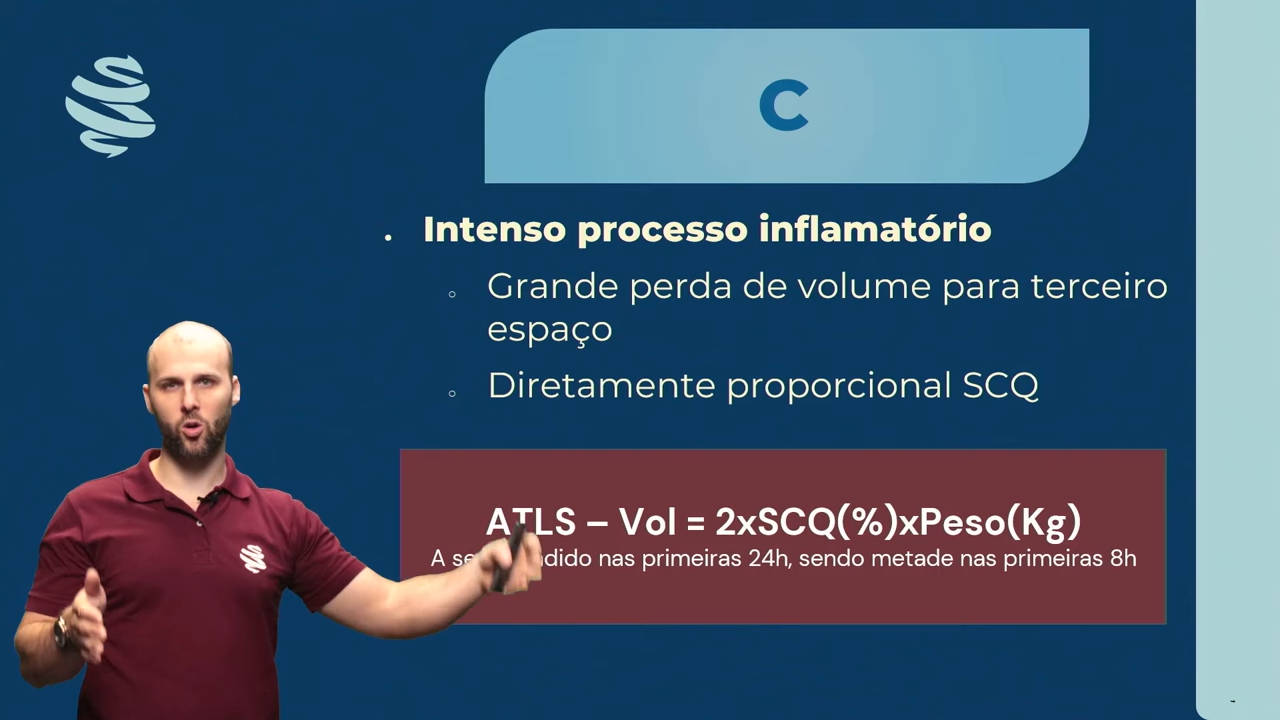 C
. Intenso processo inflamatório
Grande perda de volume para terceiro
espaço
Diretamente proporcional SCQ
ATLS – Vol = 2xSCQ(%)xPeso(Kg)
A dido nas primeiras 24h, sendo metade nas primeiras 8h